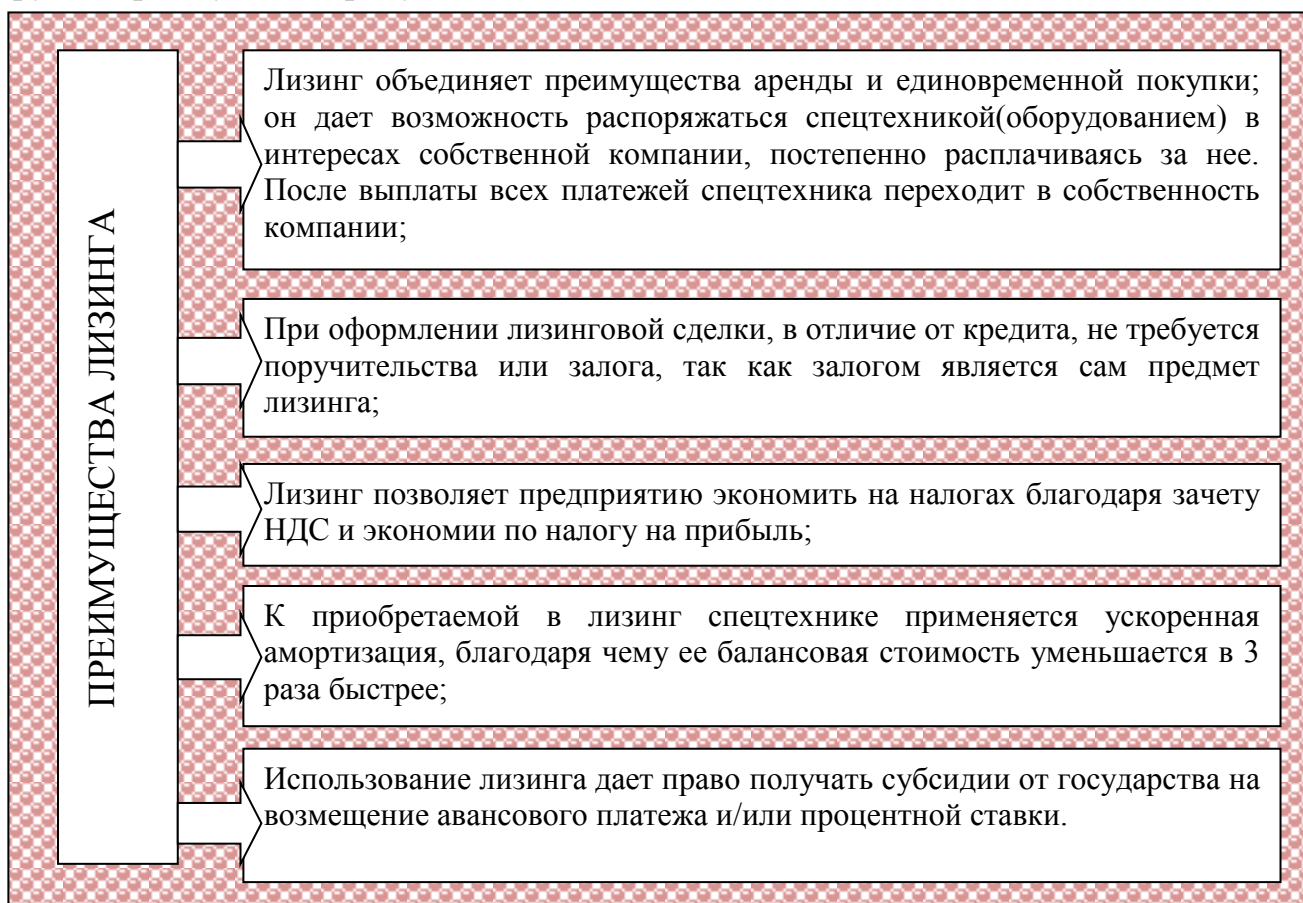 ПРЕИМУЩЕСТВА ЛИЗИНГА
Лизинг объединяет преимущества аренды и единовременной покупки;
он дает возможность распоряжаться спецтехникой(оборудованием) в
интересах собственной компании, постепенно расплачиваясь за нее.
После выплаты всех платежей спецтехника переходит в собственность
компании;
При оформлении лизинговой сделки, в отличие от кредита, не требуется
поручительства или залога, так как залогом является сам предмет
лизинга;
Лизинг позволяет предприятию экономить на налогах благодаря зачету
НДС и экономии по налогу на прибыль;
К приобретаемой в лизинг спецтехнике применяется ускоренная
амортизация, благодаря чему ее балансовая стоимость уменьшается в 3
раза быстрее;
Использование лизинга дает право получать субсидии от государства на
возмещение авансового платежа и/или процентной ставки.